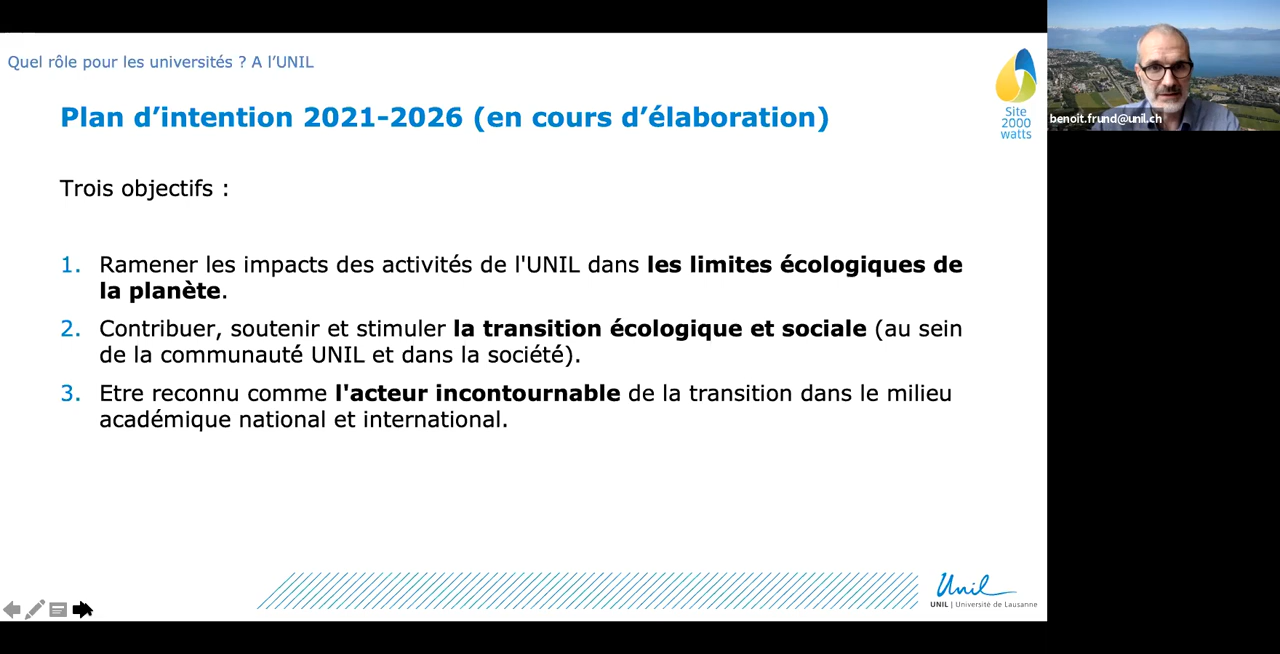 Quel rôle pour les universités ? A l’UNIL
Plan d’intention 2021-2026 (en cours d’élaboration)
Site
2000
watts
benoit.frund@unil.ch
Trois objectifs :
1. Ramener les impacts des activités de l'UNIL dans les limites écologiques de
la planète.
2. Contribuer, soutenir et stimuler la transition écologique et sociale (au sein
de la communauté UNIL et dans la société).
3. Etre reconnu comme l'acteur incontournable de la transition dans le milieu
académique national et international.
Unil
UNIL | Université de Lausanne